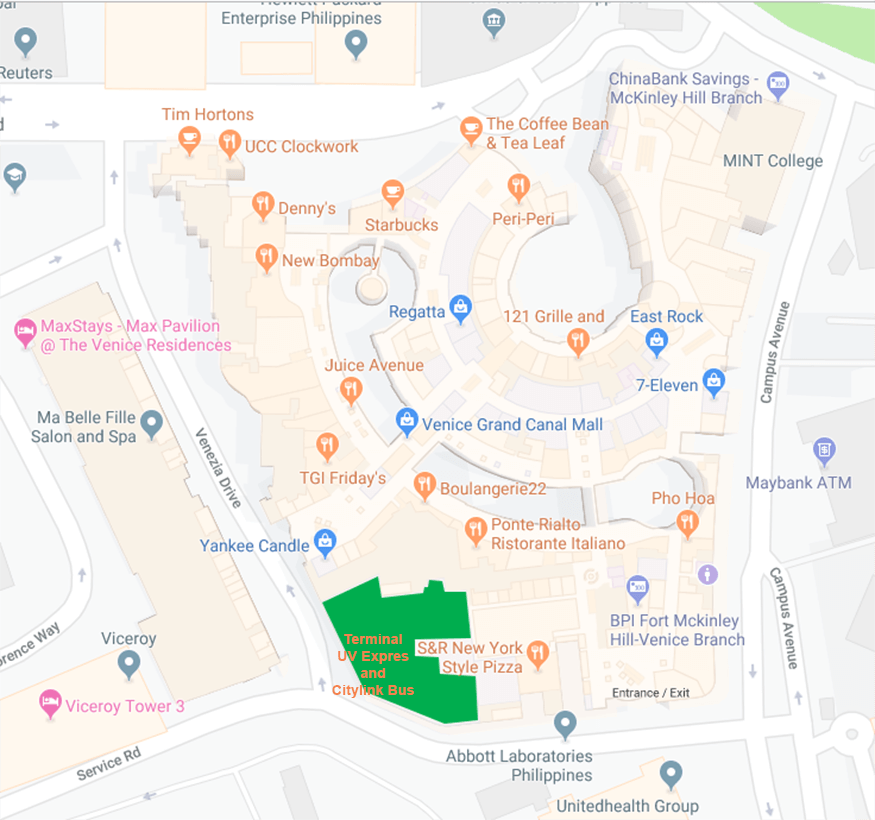 Enterprise Philippines
Reuters
Tim Hortons
UCC Clockwork
The Coffee Bean
& Tea Leaf
ChinaBank Savings -
McKinley Hill Branch
MINT College
Denny's
Starbucks
Peri-Peri
New Bombay
Regatta
121 Grille and
East Rock
MaxStays - Max Pavilion
@ The Venice Residences
Juice Avenue
7-Eleven
Campus Avenue
Ma Belle Fille
Salon and Spa
Venice Grand Canal Mall
Venezia Drive
TGI Friday's
Boulangerie22
Maybank ATM
Pho Hoa
Ponte Rialto
Ristorante Italiano
Yankee Candle
Campus Avenue
BPI Fort Mckinley
Hill-Venice Branch
orence Way
Viceroy
Terminal
UV Expres
and
Citylink Bus
S&R New York
Style Pizza
Entrance / Exit
Viceroy Tower 3
Service Rd
Abbott Laboratories
Philippines
Unitedhealth Group